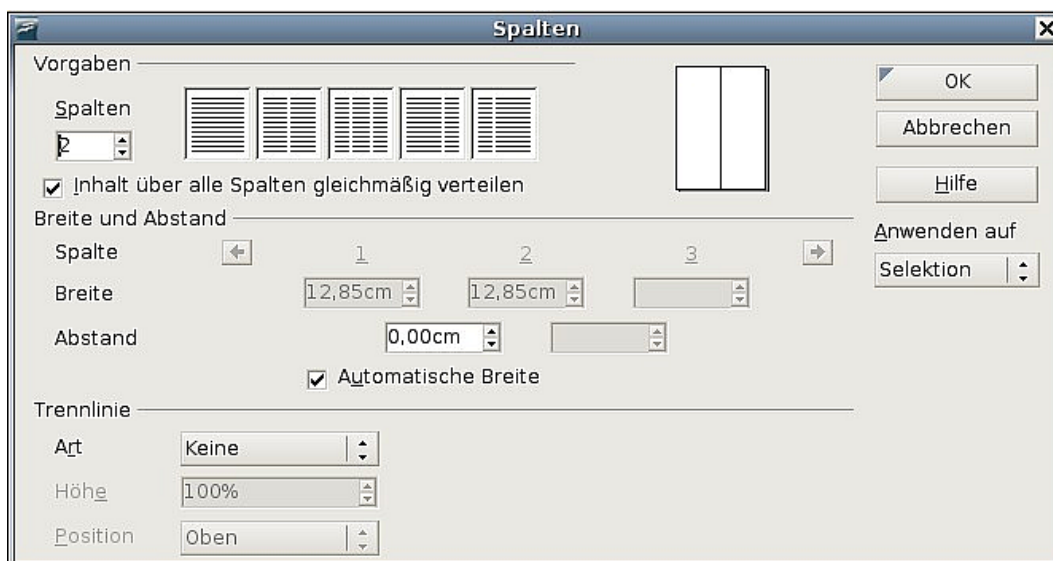 Spalten
Vorgaben
Spalten
2
Inhalt über alle Spalten gleichmäßig verteilen
OK
Abbrechen
Hilfe
Anwenden auf
Selektion
Breite und Abstand
Spalte 1 2 3
Breite 12,85cm 12,85cm
Abstand 0,00cm
Automatische Breite
Trennlinie
Art Keine
Höhe 100%
Position Oben